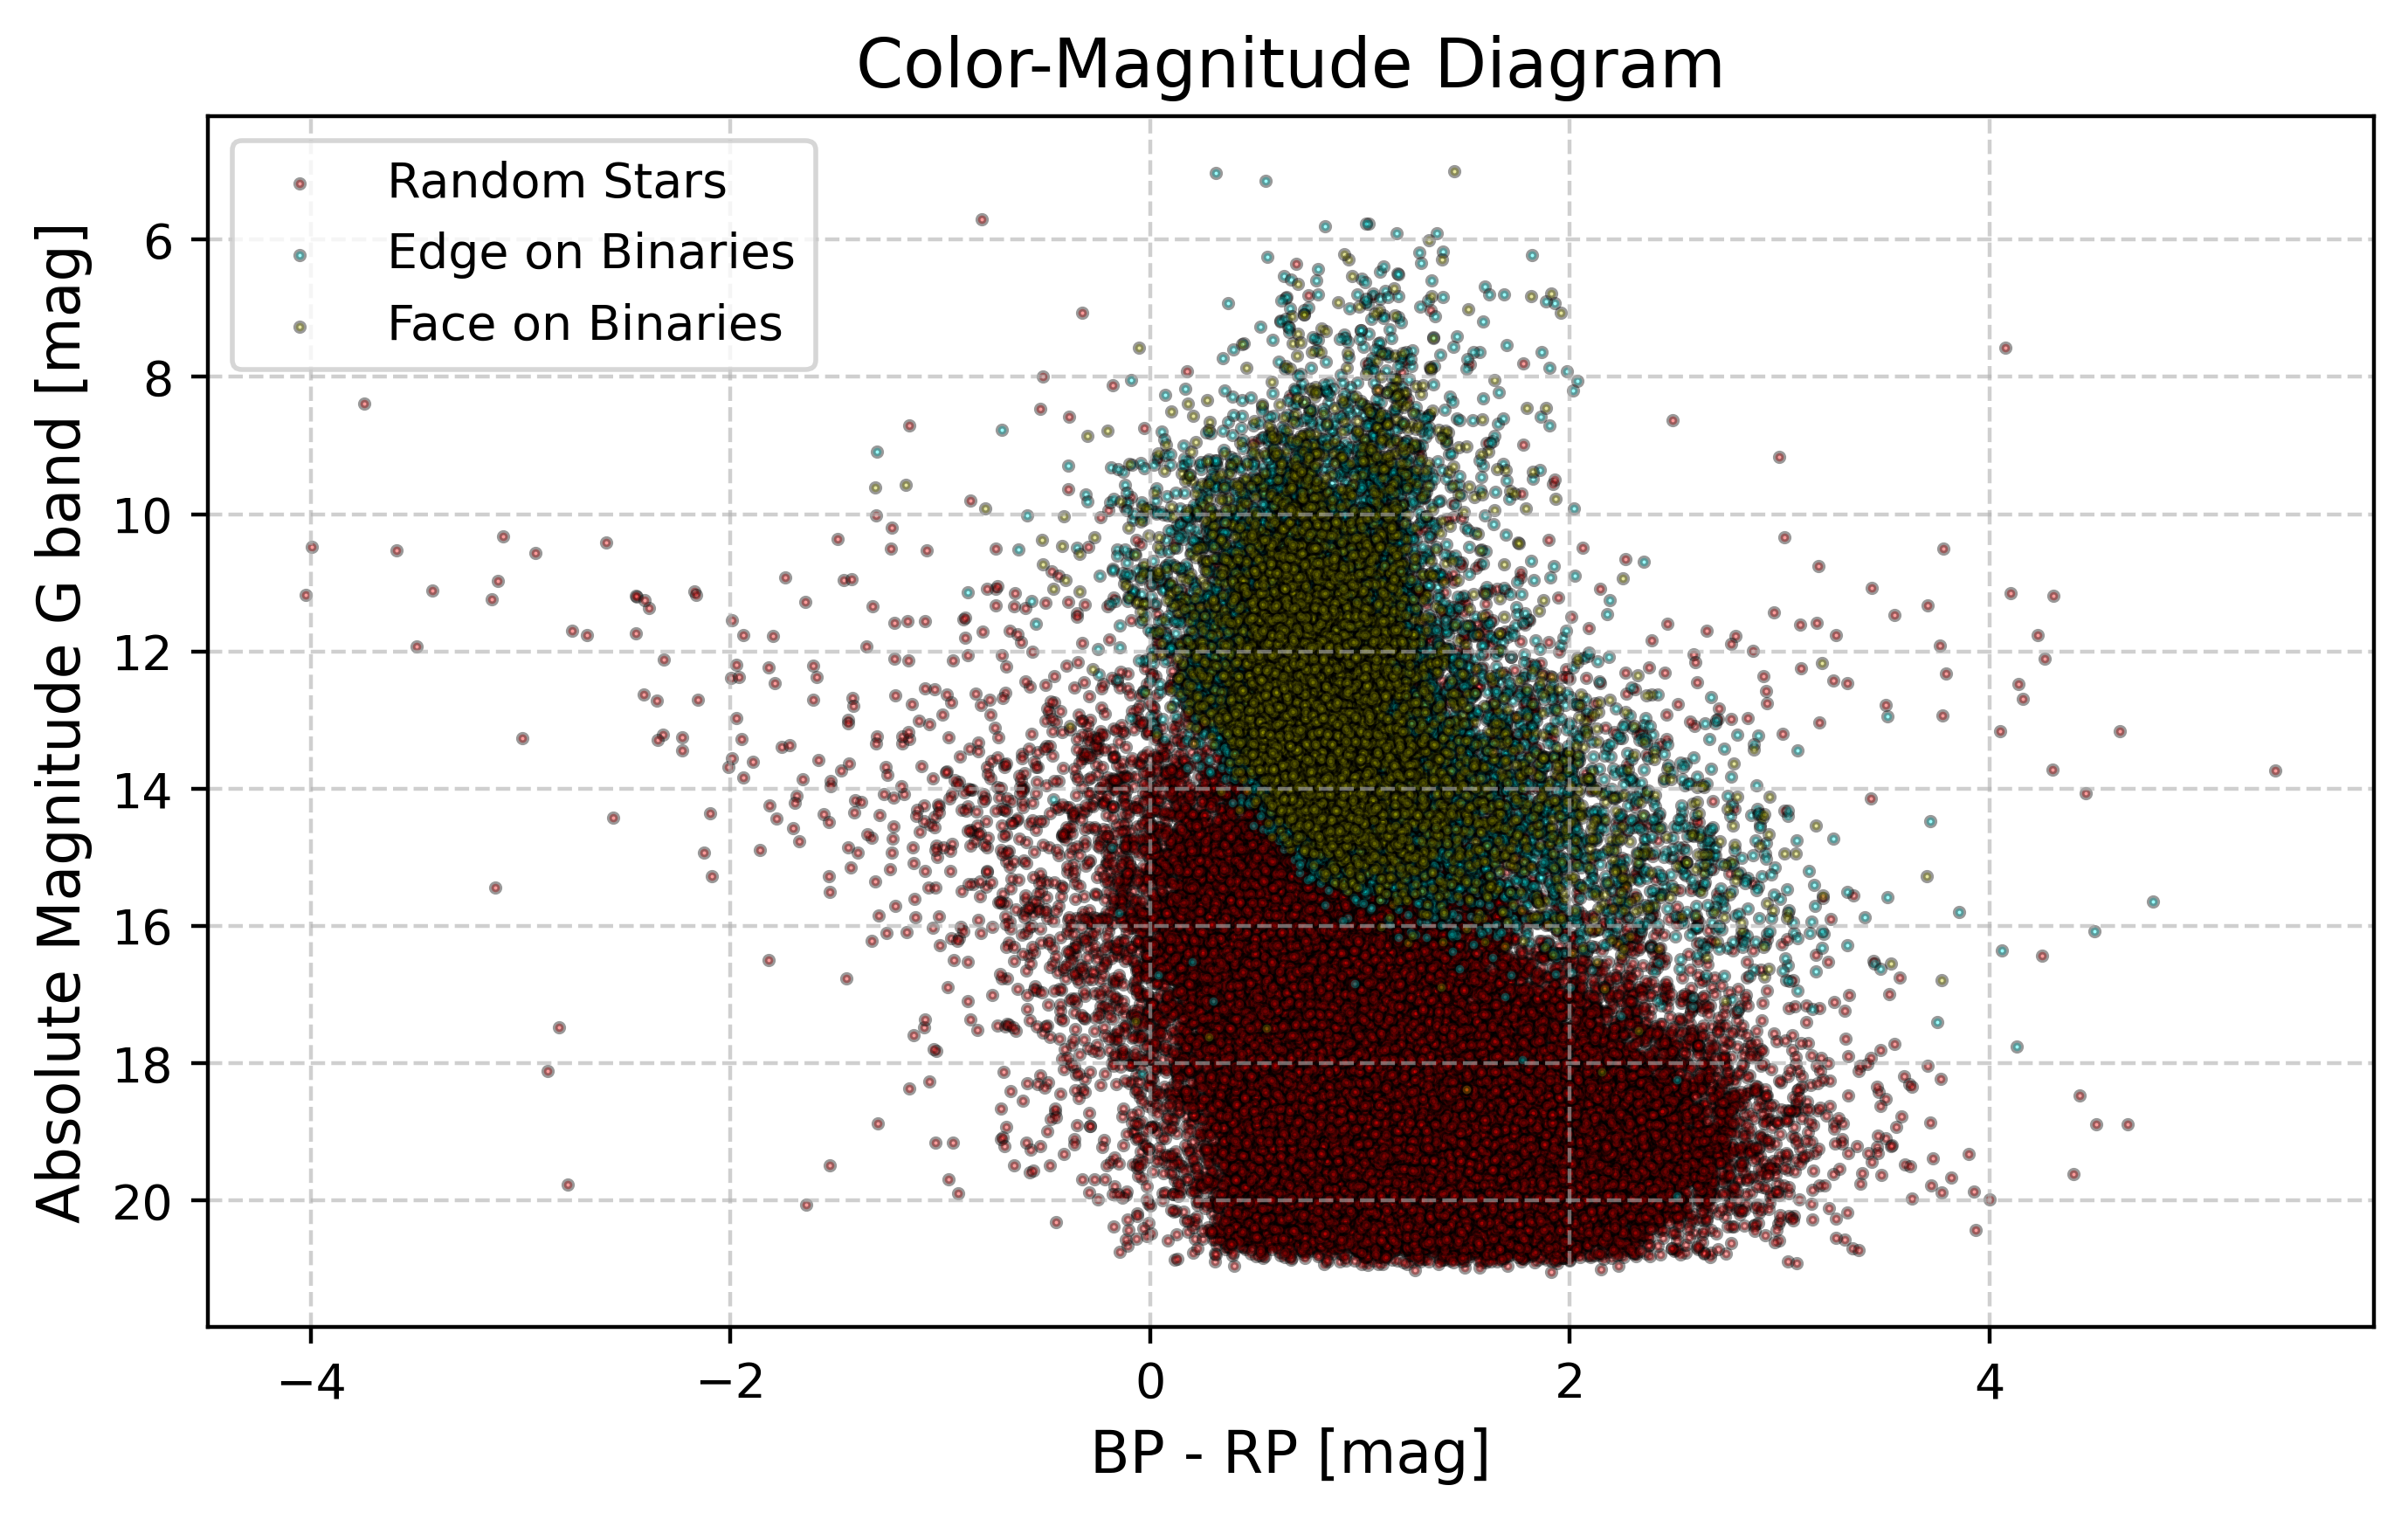 Color-Magnitude Diagram
Random Stars
Edge on Binaries
Face on Binaries
Absolute Magnitude G band [mag]
6
8
10
12
14
16
18
20
−4
−2
0
2
4
BP - RP [mag]